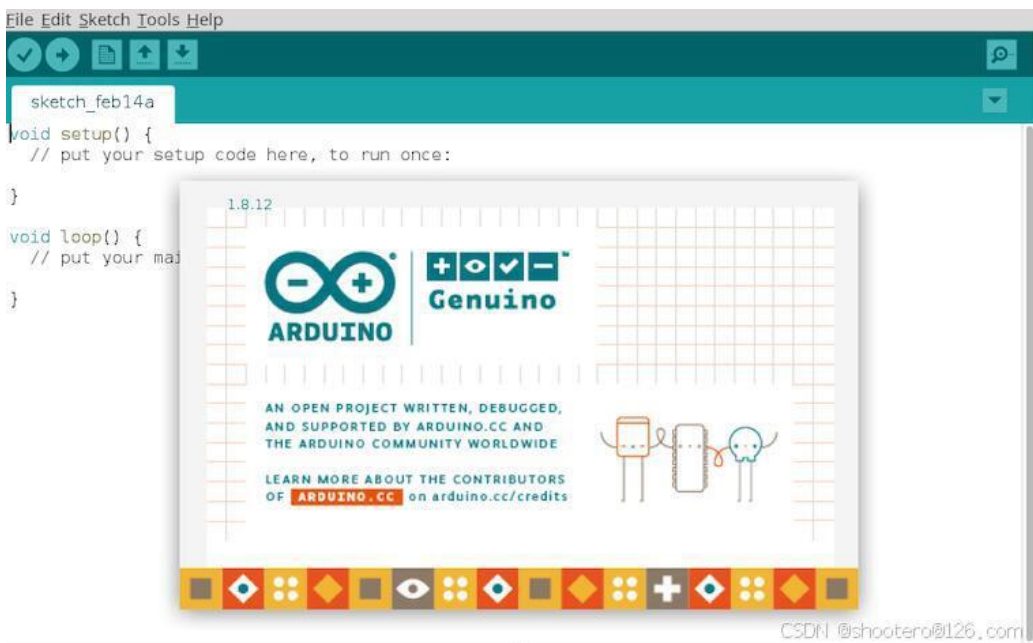 File Edit Sketch Tools Help
sketch_feb14a
void setup() {
// put your setup code here, to run once:
}
void loop() {
// put your mai
}
1.8.12
ARDUINO
Genuino
™
AN OPEN PROJECT WRITTEN, DEBUGGED,
AND SUPPORTED BY ARDUINO.CC AND
THE ARDUINO COMMUNITY WORLDWIDE
LEARN MORE ABOUT THE CONTRIBUTORS
OF ARDUINO.CC on arduino.cc/credits
CSDN @shootero@126.com